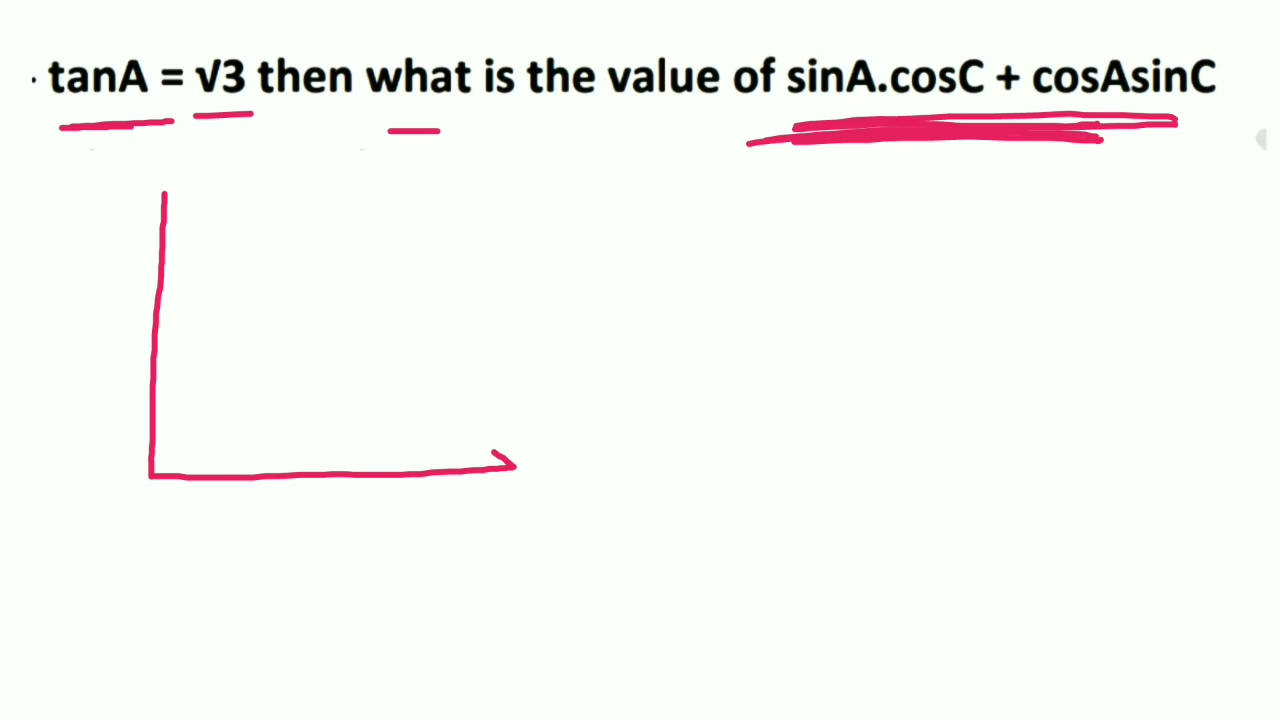 · tanA = √3 then what is the value of sinA.cosC + cosAsinC